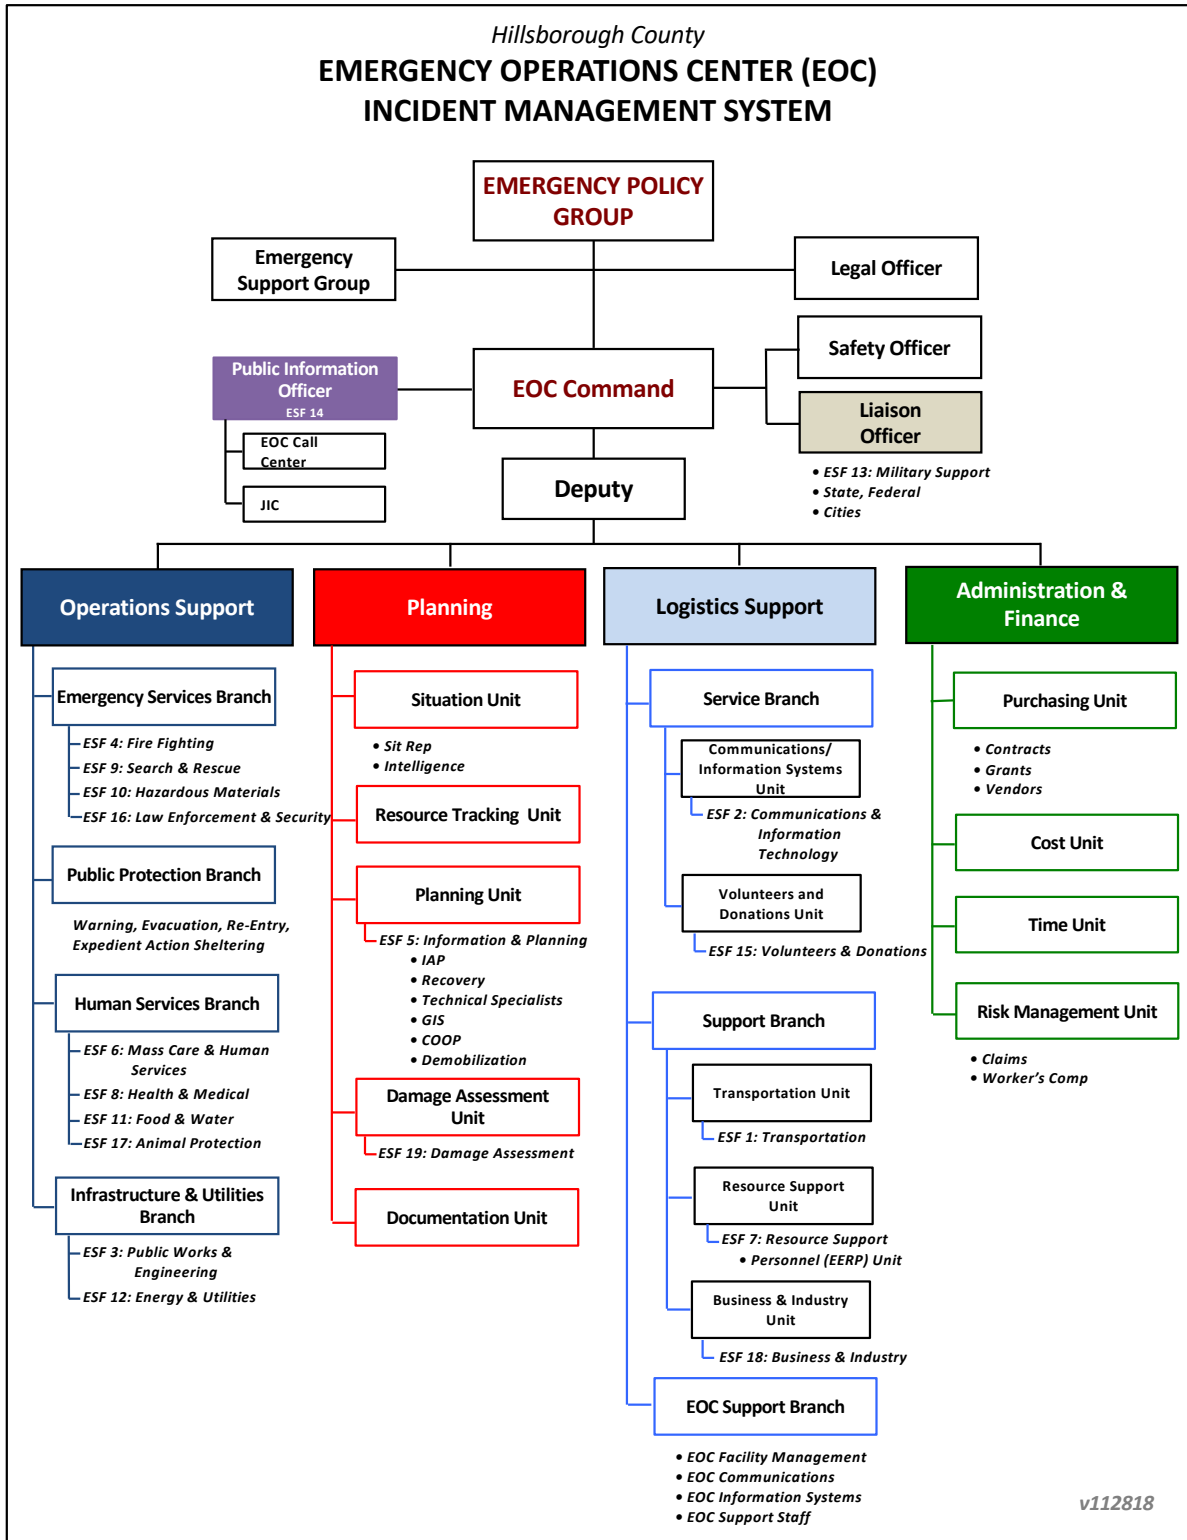 Hillsborough County
EMERGENCY OPERATIONS CENTER (EOC)
INCIDENT MANAGEMENT SYSTEM
EMERGENCY POLICY
GROUP
Emergency
Support Group
Legal Officer
Safety Officer
Public Information
Officer
ESF 14
EOC Command
Liaison
Officer
EOC Call
Center
JIC
Deputy
• ESF 13: Military Support
• State, Federal
• Cities
Operations Support
Emergency Services Branch
ESF 4: Fire Fighting
ESF 9: Search & Rescue
ESF 10: Hazardous Materials
ESF 16: Law Enforcement & Security
Public Protection Branch
Warning, Evacuation, Re-Entry,
Expedient Action Sheltering
Human Services Branch
ESF 6: Mass Care & Human
Services
ESF 8: Health & Medical
ESF 11: Food & Water
ESF 17: Animal Protection
Infrastructure & Utilities
Branch
ESF 3: Public Works &
Engineering
ESF 12: Energy & Utilities
Planning
Situation Unit
• Sit Rep
• Intelligence
Resource Tracking Unit
Planning Unit
ESF 5: Information & Planning
• IAP
• Recovery
• Technical Specialists
• GIS
• COOP
• Demobilization
Damage Assessment
Unit
ESF 19: Damage Assessment
Documentation Unit
Logistics Support
Service Branch
Communications/
Information Systems
Unit
ESF 2: Communications &
Information
Technology
Volunteers and
Donations Unit
ESF 15: Volunteers & Donations
Support Branch
Transportation Unit
ESF 1: Transportation
Resource Support
Unit
ESF 7: Resource Support
• Personnel (EERP) Unit
Business & Industry
Unit
ESF 18: Business & Industry
EOC Support Branch
• EOC Facility Management
• EOC Communications
• EOC Information Systems
• EOC Support Staff
Administration &
Finance
Purchasing Unit
• Contracts
• Grants
• Vendors
Cost Unit
Time Unit
Risk Management Unit
• Claims
• Worker's Comp
v112818